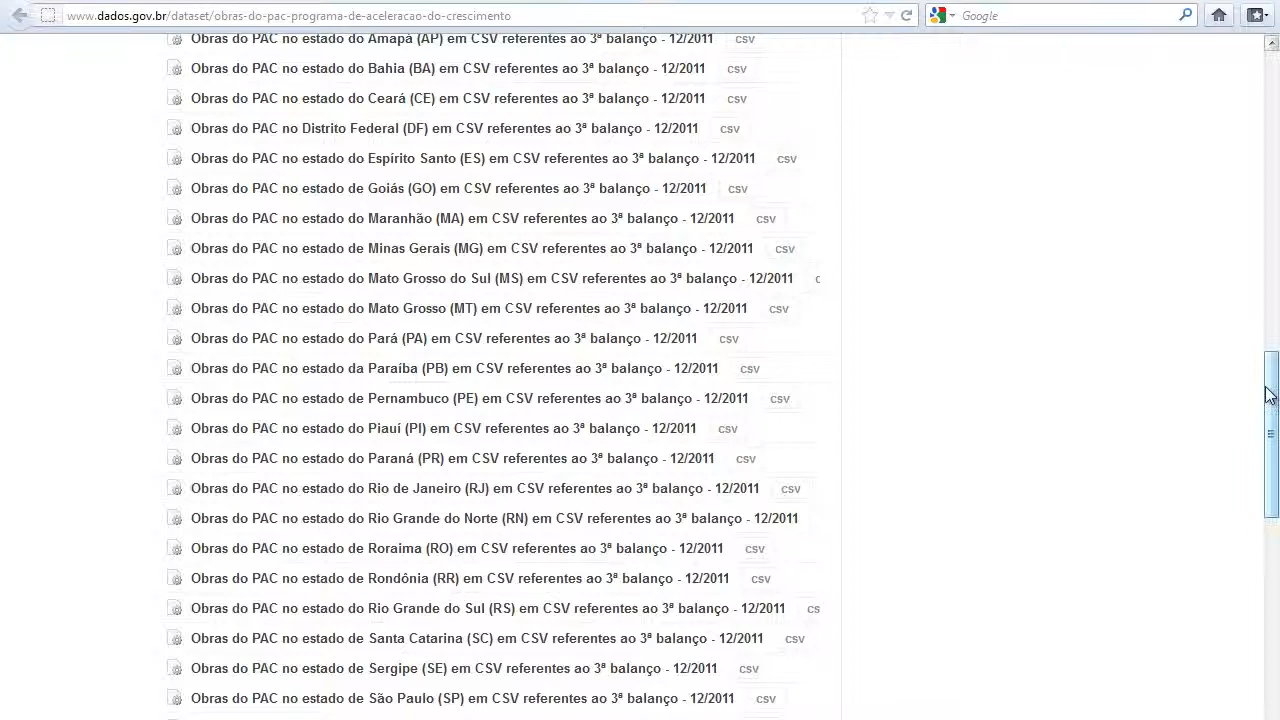 www.dados.gov.br/dataset/obras-do-pac-programa-de-aceleracao-do-crescimento
Google
Obras do PAC no estado do Amapá (AP) em CSV referentes ao 3ª balanço - 12/2011 csv
Obras do PAC no estado do Bahia (BA) em CSV referentes ao 3ª balanço - 12/2011 csv
Obras do PAC no estado do Ceará (CE) em CSV referentes ao 3ª balanço - 12/2011 csv
Obras do PAC no Distrito Federal (DF) em CSV referentes ao 3ª balanço - 12/2011 csv
Obras do PAC no estado do Espírito Santo (ES) em CSV referentes ao 3ª balanço - 12/2011 csv
Obras do PAC no estado de Goiás (GO) em CSV referentes ao 3ª balanço - 12/2011 csv
Obras do PAC no estado do Maranhão (MA) em CSV referentes ao 3ª balanço - 12/2011 csv
Obras do PAC no estado de Minas Gerais (MG) em CSV referentes ao 3ª balanço - 12/2011 csv
Obras do PAC no estado do Mato Grosso do Sul (MS) em CSV referentes ao 3ª balanço - 12/2011 c
Obras do PAC no estado do Mato Grosso (MT) em CSV referentes ao 3ª balanço - 12/2011 csv
Obras do PAC no estado do Pará (PA) em CSV referentes ao 3ª balanço - 12/2011 csv
Obras do PAC no estado da Paraíba (PB) em CSV referentes ao 3ª balanço - 12/2011 csv
Obras do PAC no estado de Pernambuco (PE) em CSV referentes ao 3ª balanço - 12/2011 csv
Obras do PAC no estado do Piauí (PI) em CSV referentes ao 3ª balanço - 12/2011 csv
Obras do PAC no estado do Paraná (PR) em CSV referentes ao 3ª balanço - 12/2011 csv
Obras do PAC no estado do Rio de Janeiro (RJ) em CSV referentes ao 3ª balanço - 12/2011 csv
Obras do PAC no estado do Rio Grande do Norte (RN) em CSV referentes ao 3ª balanço - 12/2011
Obras do PAC no estado de Roraima (RO) em CSV referentes ao 3ª balanço - 12/2011 csv
Obras do PAC no estado de Rondônia (RR) em CSV referentes ao 3ª balanço - 12/2011 csv
Obras do PAC no estado do Rio Grande do Sul (RS) em CSV referentes ao 3ª balanço - 12/2011 cs
Obras do PAC no estado de Santa Catarina (SC) em CSV referentes ao 3ª balanço - 12/2011 csv
Obras do PAC no estado de Sergipe (SE) em CSV referentes ao 3ª balanço - 12/2011 csv
Obras do PAC no estado de São Paulo (SP) em CSV referentes ao 3ª balanço - 12/2011 csv